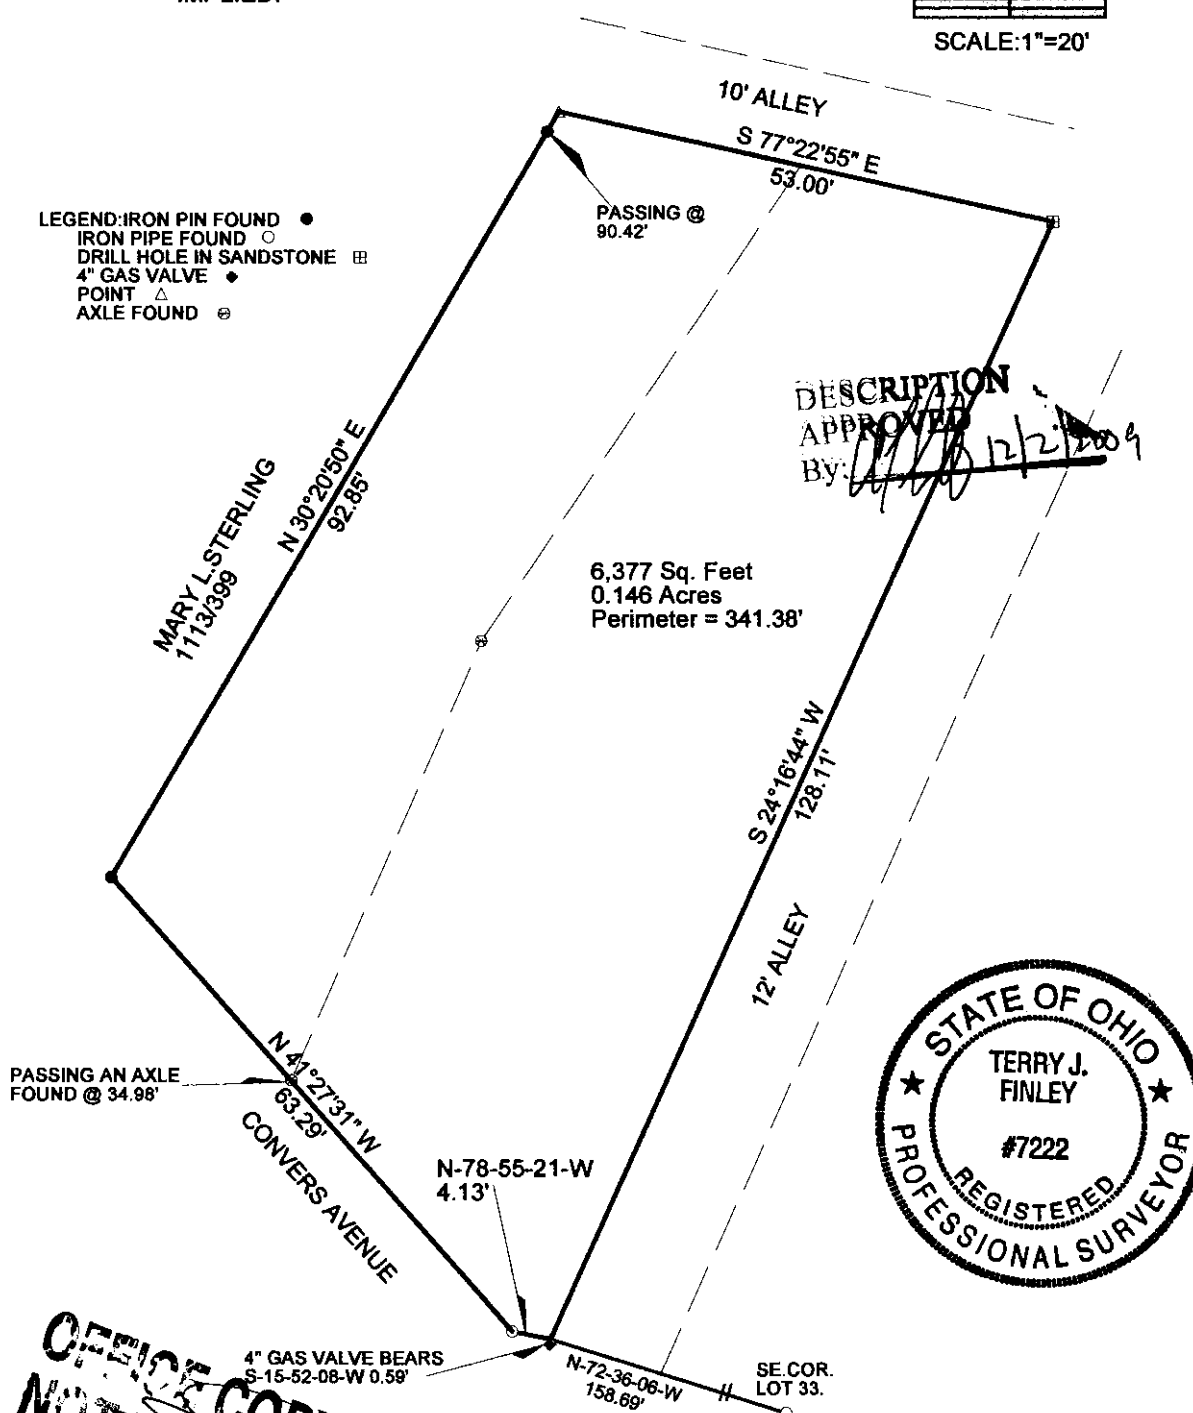 SCALE:1"=20'
10' ALLEY
S 77°22'55" E
53.00'
PASSING @
90.42'
LEGEND:IRON PIN FOUND
IRON PIPE FOUND
DRILL HOLE IN SANDSTONE
4" GAS VALVE
POINT
AXLE FOUND
N 30°20'50" E
92.85'
MARY L.STERLING
1113/399
DESCRIPTION
APPROVED
By:
12/2/2009
6,377 Sq. Feet
0.146 Acres
Perimeter = 341.38'
S 24°16'44" W
128.11'
12' ALLEY
PASSING AN AXLE
FOUND @ 34.98'
N 41°27'31" W
63.29'
CONVERS AVENUE
N-78-55-21-W
4.13'
4" GAS VALVE BEARS
S-15-52-08-W 0.59'
N-72-36-06-W
158.69'
SE.COR.
LOT 33.
STATE OF OHIO
TERRY J.
FINLEY
#7222
REGISTERED
PROFESSIONAL SURVEYOR
OFFICE COPY